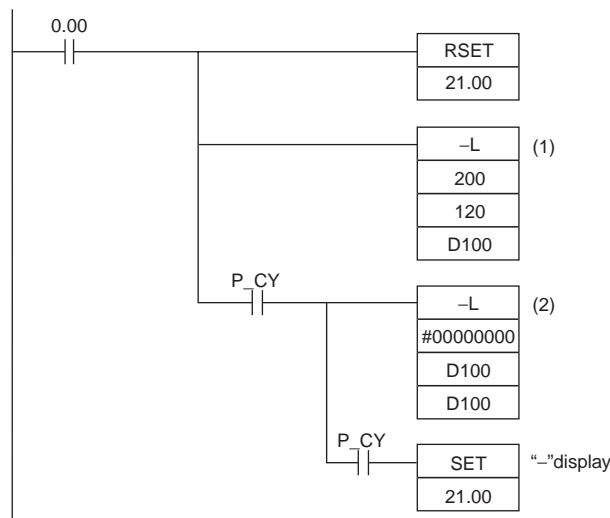 0.00
RSET
21.00
–L (1)
200
120
D100
P_CY
–L (2)
#00000000
D100
D100
P_CY
SET “–”display
21.00